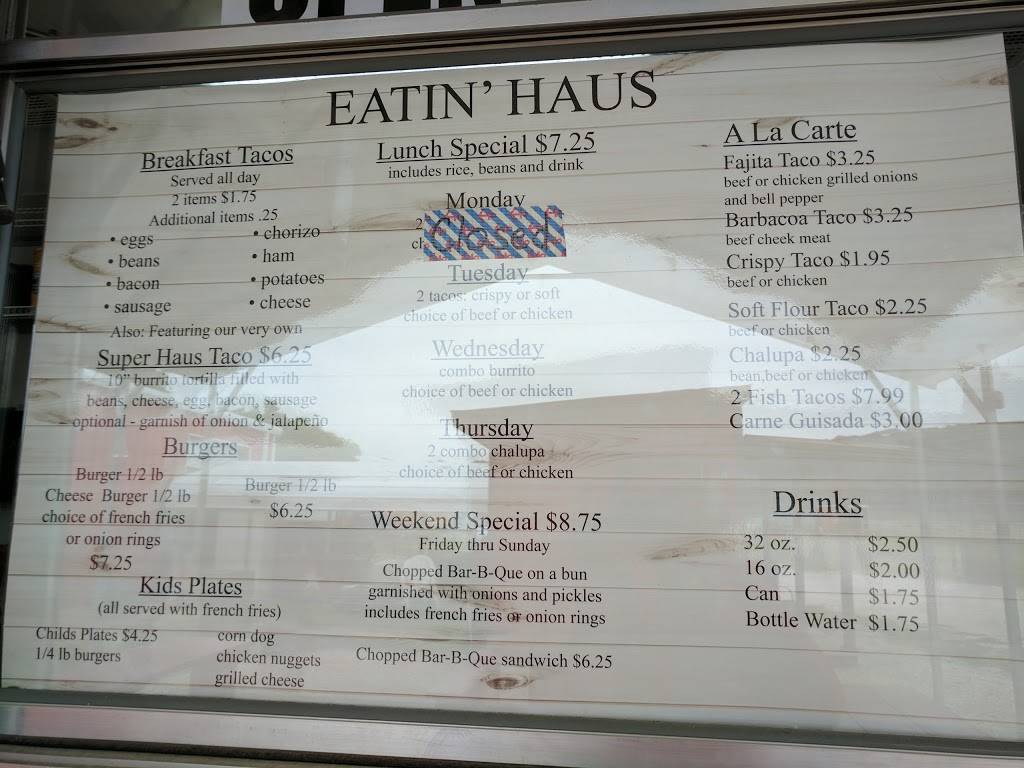 EATIN' HAUS
Breakfast Tacos
Served all day
2 items $1.75
Additional items .25
• eggs
• beans
• bacon
• sausage
• chorizo
• ham
• potatoes
• cheese
Also: Featuring our very own
Super Haus Taco $6.25
10" burrito tortilla filled with
beans, cheese, egg, bacon, sausage
optional - garnish of onion & jalapeño
Burgers
Burger 1/2 lb
Cheese Burger 1/2 lb
choice of french fries
or onion rings
$7.25
Burger 1/2 lb
$6.25
Kids Plates
(all served with french fries)
Childs Plates $4.25
1/4 lb burgers
corn dog
chicken nuggets
grilled cheese
Lunch Special $7.25
includes rice, beans and drink
Monday
2
Closed
Tuesday
2 tacos: crispy or soft
choice of beef or chicken
Wednesday
combo burrito
choice of beef or chicken
Thursday
2 combo chalupa
choice of beef or chicken
Weekend Special $8.75
Friday thru Sunday
Chopped Bar-B-Que on a bun
garnished with onions and pickles
includes french fries or onion rings
Chopped Bar-B-Que sandwich $6.25
A La Carte
Fajita Taco $3.25
beef or chicken grilled onions
and bell pepper
Barbacoa Taco $3.25
beef cheek meat
Crispy Taco $1.95
beef or chicken
Soft Flour Taco $2.25
beef or chicken
Chalupa $2.25
bean,beef or chicken
2 Fish Tacos $7.99
Carne Guisada $3.00
Drinks
32 oz. $2.50
16 oz. $2.00
Can $1.75
Bottle Water $1.75